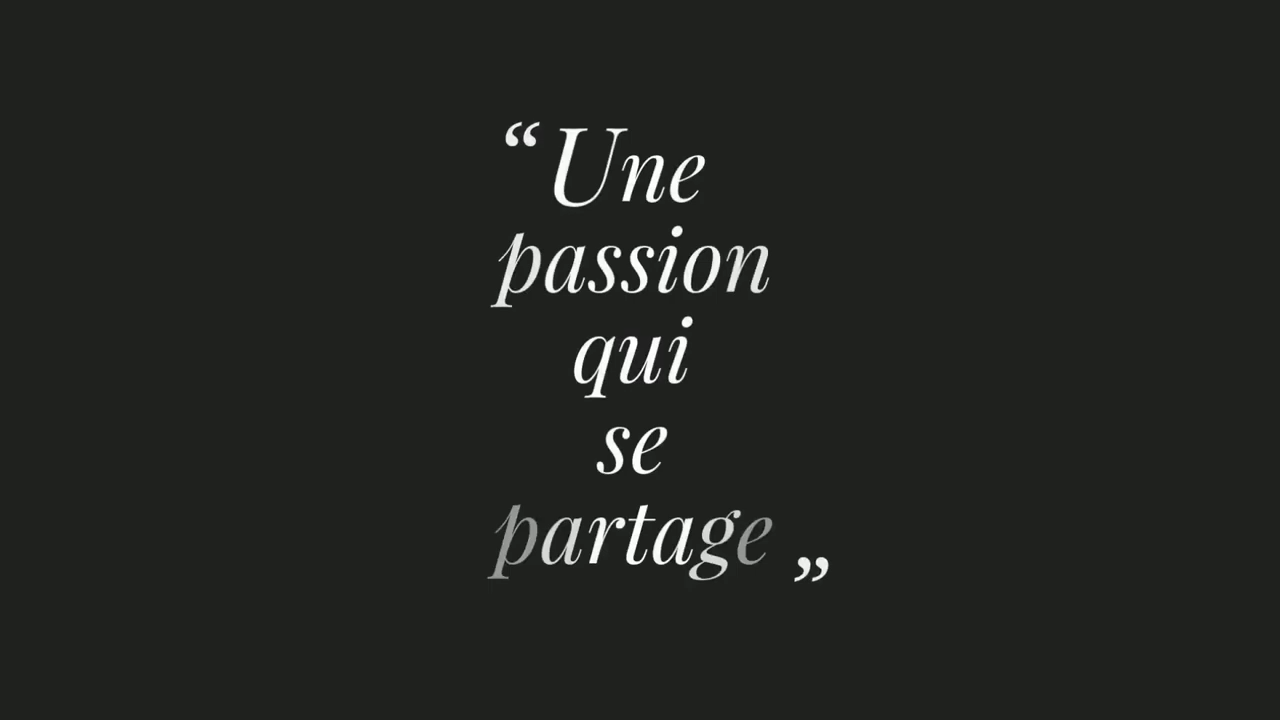 “Une
passion
qui
se
partage”